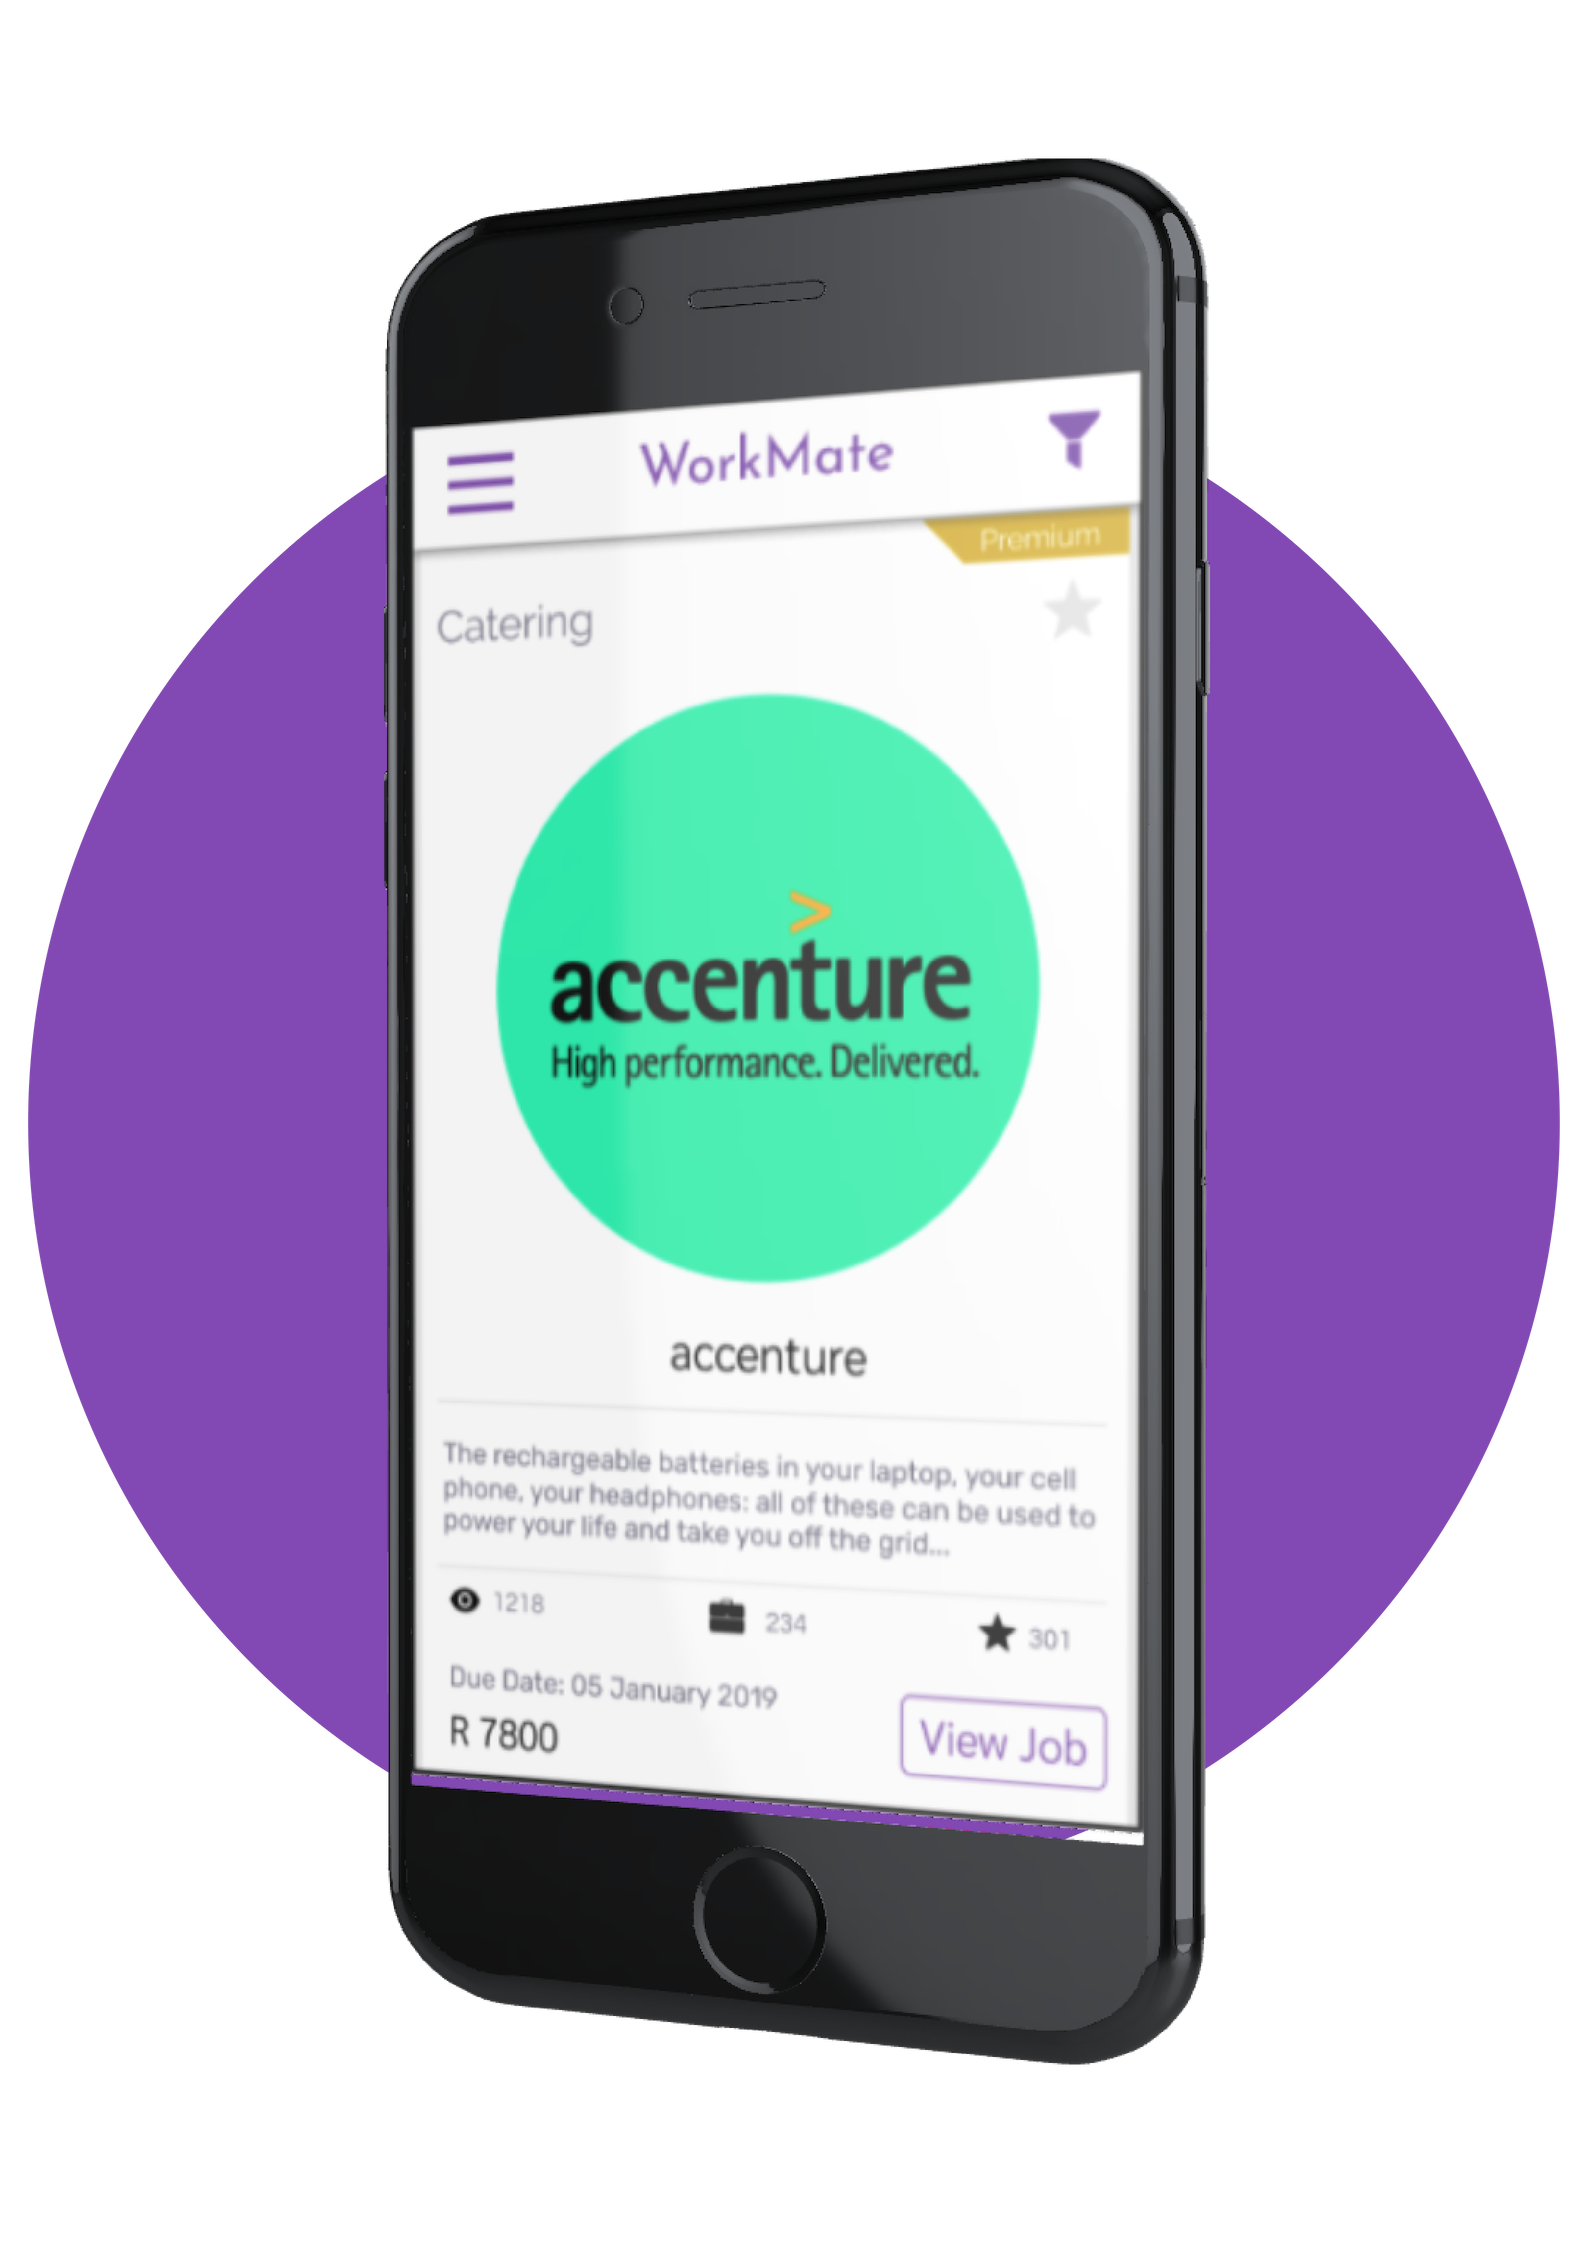 WorkMate
Premium
Catering
>
accenture
High performance. Delivered.
accenture
The rechargeable batteries in your laptop, your cell
phone, your headphones: all of these can be used to
power your life and take you off the grid...
1218
234
301
Due Date: 05 January 2019
R 7800
View Job